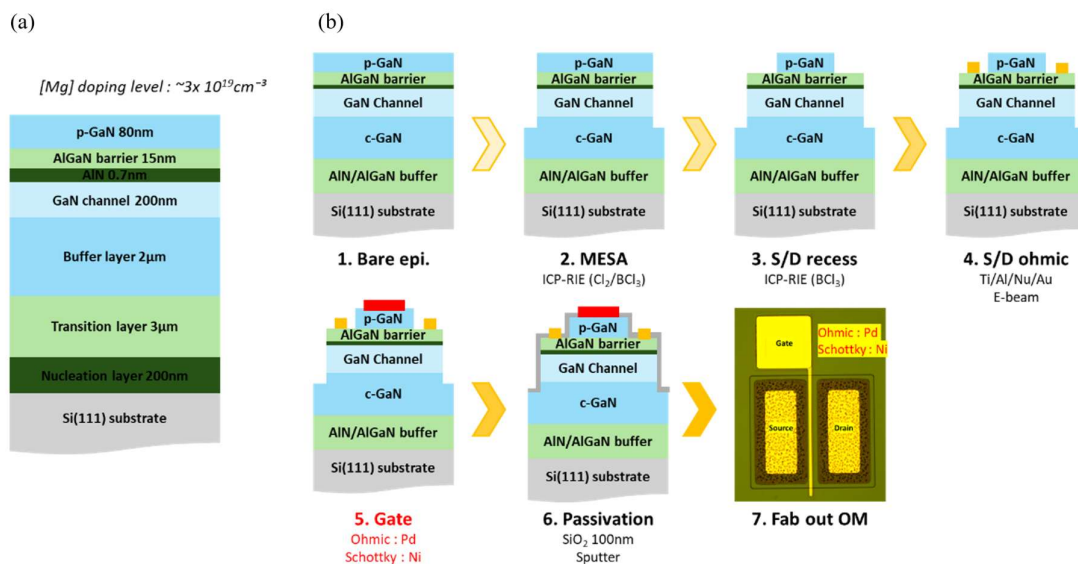 (a)
[Mg] doping level : ~3x 10¹⁹cm⁻³
p-GaN 80nm
AlGaN barrier 15nm
AlN 0.7nm
GaN channel 200nm
Buffer layer 2μm
Transition layer 3μm
Nucleation layer 200nm
Si(111) substrate
(b)
p-GaN
AlGaN barrier
GaN Channel
c-GaN
AlN/AlGaN buffer
Si(111) substrate
1. Bare epi.
p-GaN
AlGaN barrier
GaN Channel
c-GaN
AlN/AlGaN buffer
Si(111) substrate
2. MESA
ICP-RIE (Cl₂/BCl₃)
p-GaN
AlGaN barrier
GaN Channel
c-GaN
AlN/AlGaN buffer
Si(111) substrate
3. S/D recess
ICP-RIE (BCl₃)
p-GaN
AlGaN barrier
GaN Channel
c-GaN
AlN/AlGaN buffer
Si(111) substrate
4. S/D ohmic
Ti/Al/Nu/Au
E-beam
p-GaN
AlGaN barrier
GaN Channel
c-GaN
AlN/AlGaN buffer
Si(111) substrate
5. Gate
Ohmic : Pd
Schottky : Ni
p-GaN
AlGaN barrier
GaN Channel
c-GaN
AlN/AlGaN buffer
Si(111) substrate
6. Passivation
SiO₂ 100nm
Sputter
Gate
Ohmic : Pd
Schottky : Ni
Source
Drain
7. Fab out OM